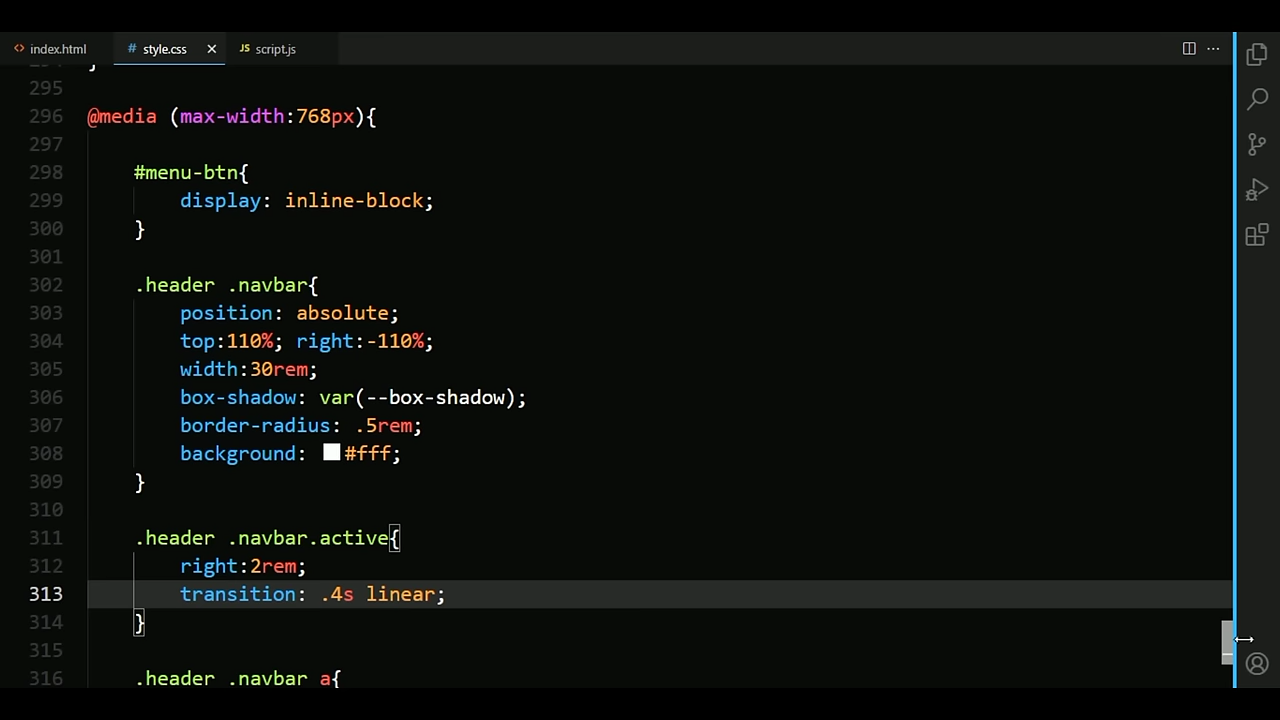 index.html # style.css JS script.js
}
295
296 @media (max-width:768px){
297
298 #menu-btn{
299 display: inline-block;
300 }
301
302 .header .navbar{
303 position: absolute;
304 top:110%; right:-110%;
305 width:30rem;
306 box-shadow: var(--box-shadow);
307 border-radius: .5rem;
308 background: #fff;
309 }
310
311 .header .navbar.active{
312 right:2rem;
313 transition: .4s linear;
314 }
315
316 .header .navbar a{